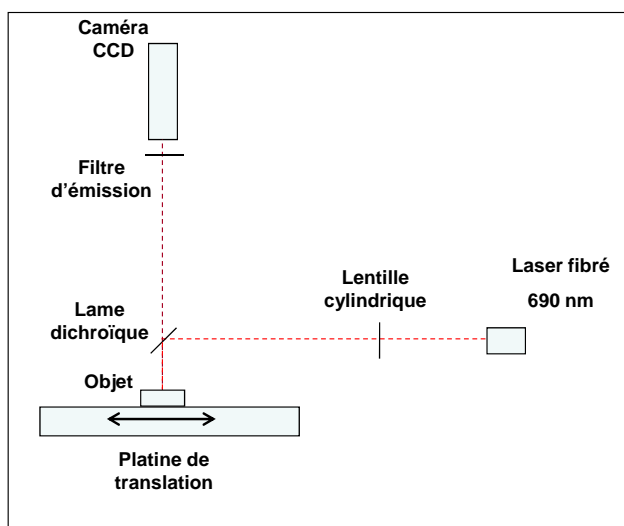 Caméra
CCD
Filtre
d'émission
Lentille
cylindrique
Laser fibré
690 nm
Lame
dichroïque
Objet
Platine de
translation